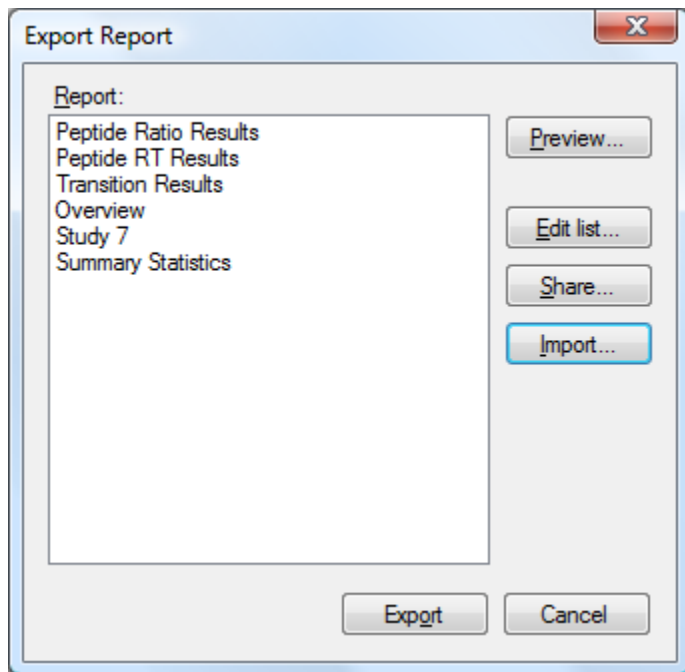 Export Report
Report:
Peptide Ratio Results
Peptide RT Results
Transition Results
Overview
Study 7
Summary Statistics
Preview...
Edit list...
Share...
Import...
Export
Cancel